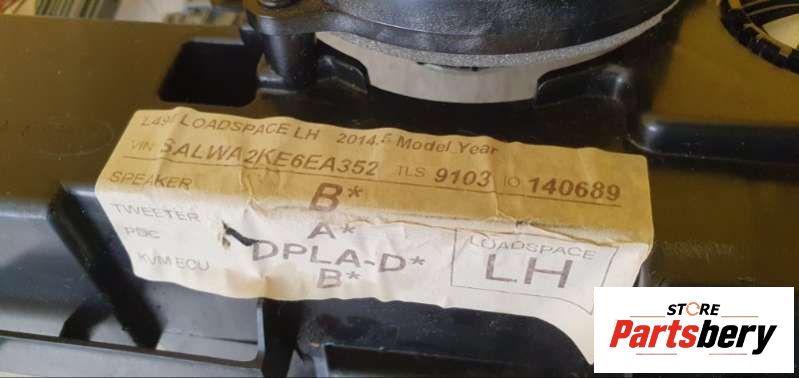 L494 LOADSPACE LH 2014.5 Model Year
VIN SALWA2KE6EA352 TLS 9103 IO 140689
SPEAKER B*
TWEETER A*
PDC DPLA-D*
KVM ECU B*
LOADSPACE
LH
STORE
Partsbery